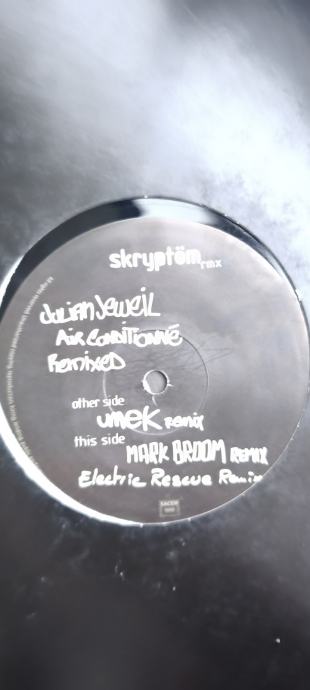 skryptöm rmx
Julian Jeweil
Air Conditionné
Remixed
other side
umek remix
this side
MARK BROOM REMIX
Electric Rescue Remix
SACEM